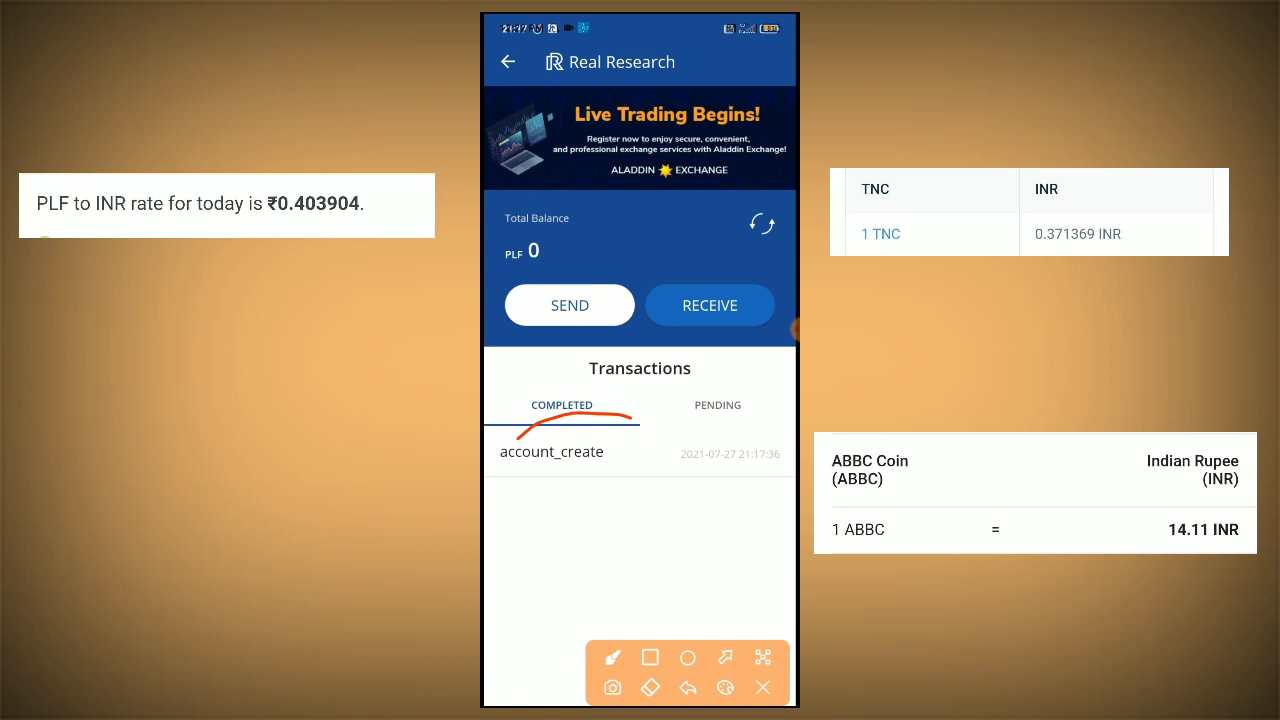 PLF to INR rate for today is ₹0.403904.
Real Research
Live Trading Begins!
Register now to enjoy secure, convenient,
and professional exchange services with Aladdin Exchange!
ALADDIN EXCHANGE
Total Balance
PLF 0
SEND RECEIVE
Transactions
COMPLETED PENDING
account_create 2021-07-27 21:17:36
TNC INR
1 TNC 0.371369 INR
ABBC Coin Indian Rupee
(ABBC) (INR)
1 ABBC = 14.11 INR